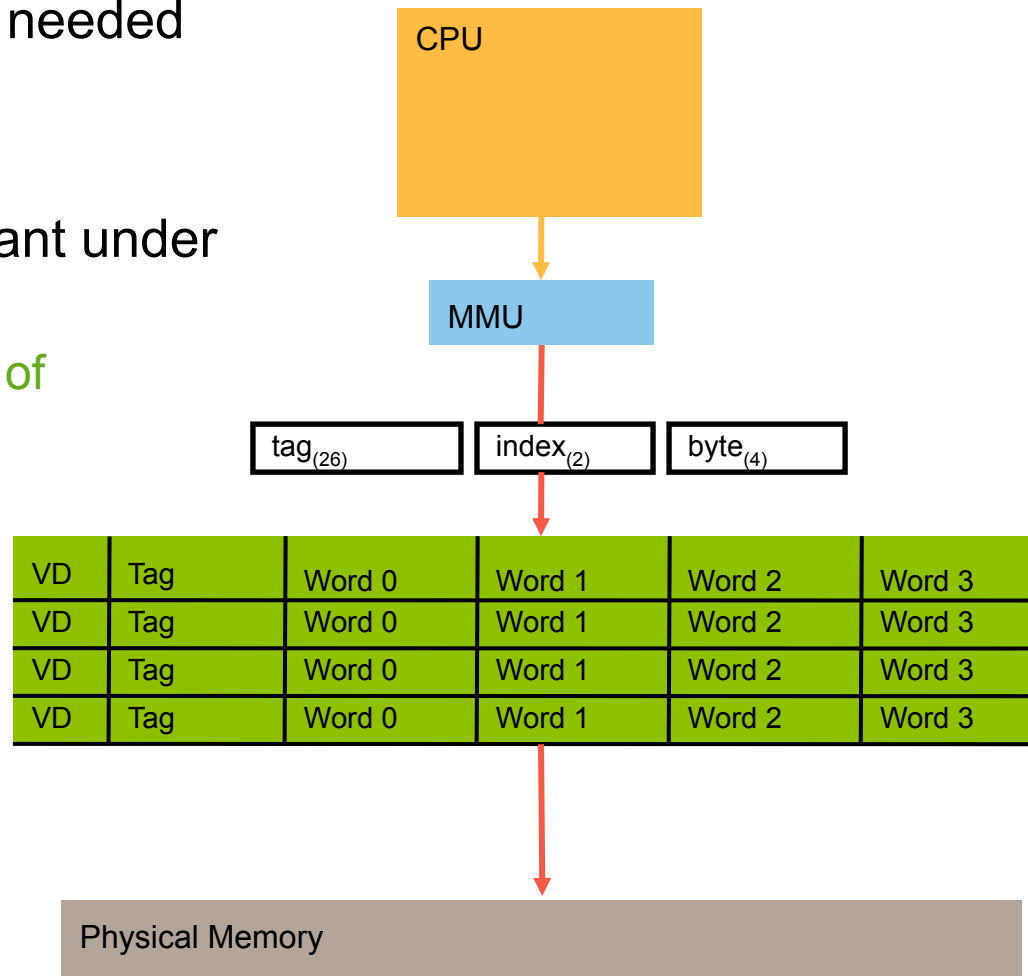 needed
CPU
ant under
MMU
of
tag(26) index(2) byte(4)
VD Tag Word 0 Word 1 Word 2 Word 3
VD Tag Word 0 Word 1 Word 2 Word 3
VD Tag Word 0 Word 1 Word 2 Word 3
VD Tag Word 0 Word 1 Word 2 Word 3
Physical Memory